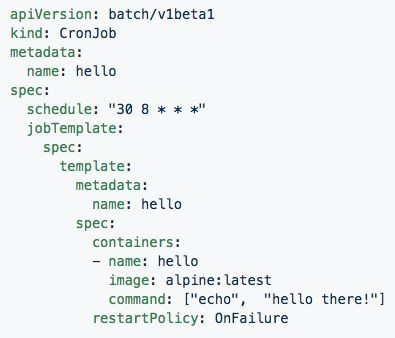 apiVersion: batch/v1beta1
kind: CronJob
metadata:
  name: hello
spec:
  schedule: "30 8 * * *"
  jobTemplate:
    spec:
      template:
        metadata:
          name: hello
        spec:
          containers:
          - name: hello
            image: alpine:latest
            command: ["echo",  "hello there!"]
          restartPolicy: OnFailure